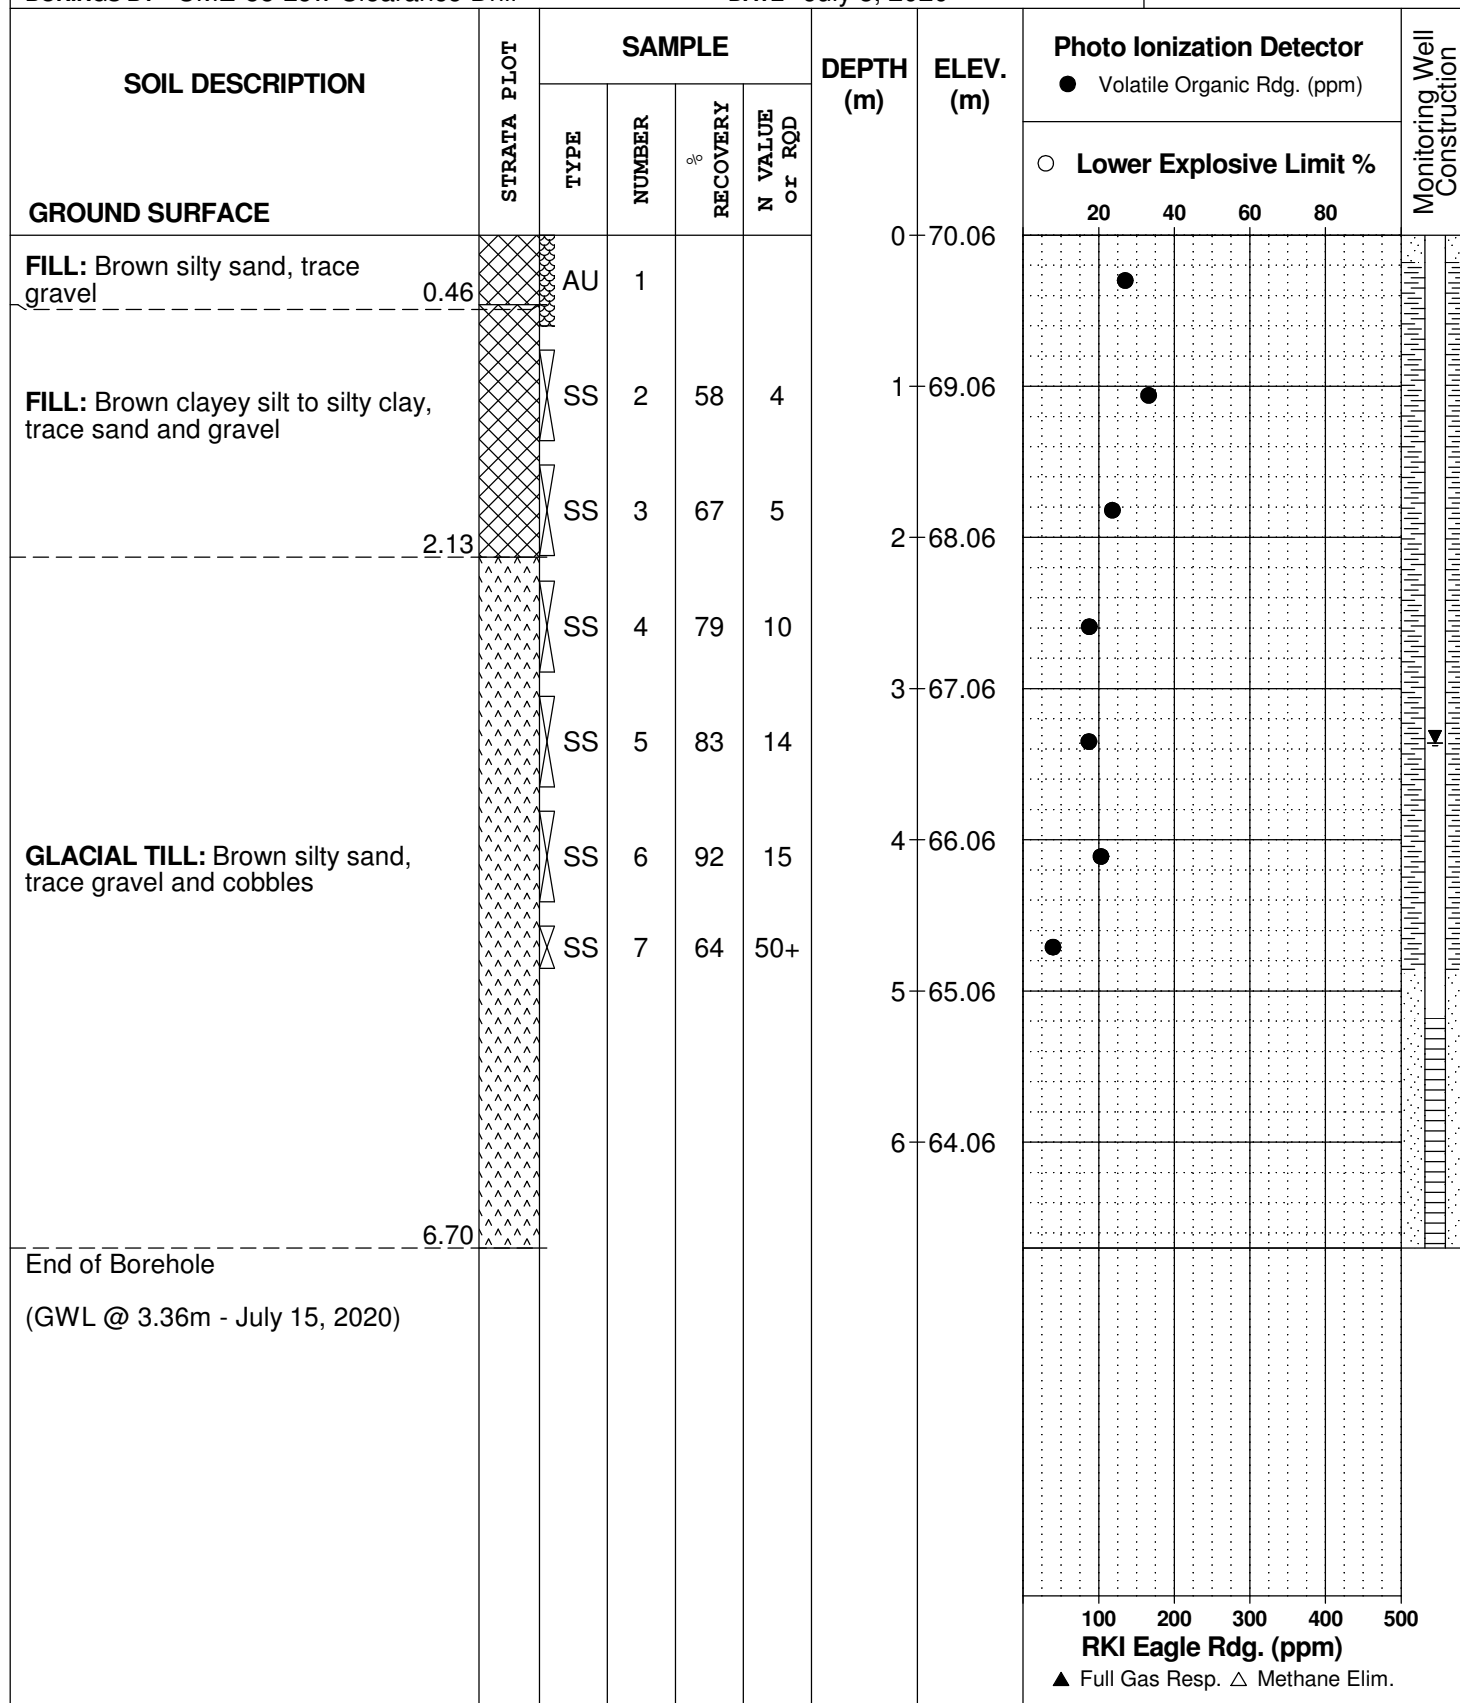 SOIL DESCRIPTION
GROUND SURFACE
STRATA PLOT
SAMPLE
TYPE
NUMBER
% RECOVERY
N VALUE or RQD
DEPTH
(m)
ELEV.
(m)
Photo Ionization Detector
● Volatile Organic Rdg. (ppm)
○ Lower Explosive Limit %
20 40 60 80
Monitoring Well
Construction
0 70.06
FILL: Brown silty sand, trace
gravel 0.46
AU 1
1 69.06
FILL: Brown clayey silt to silty clay,
trace sand and gravel
SS 2 58 4
SS 3 67 5
2 68.06
2.13
SS 4 79 10
3 67.06
SS 5 83 14
4 66.06
GLACIAL TILL: Brown silty sand,
trace gravel and cobbles
SS 6 92 15
SS 7 64 50+
5 65.06
6 64.06
6.70
End of Borehole
(GWL @ 3.36m - July 15, 2020)
100 200 300 400 500
RKI Eagle Rdg. (ppm)
▲ Full Gas Resp. △ Methane Elim.